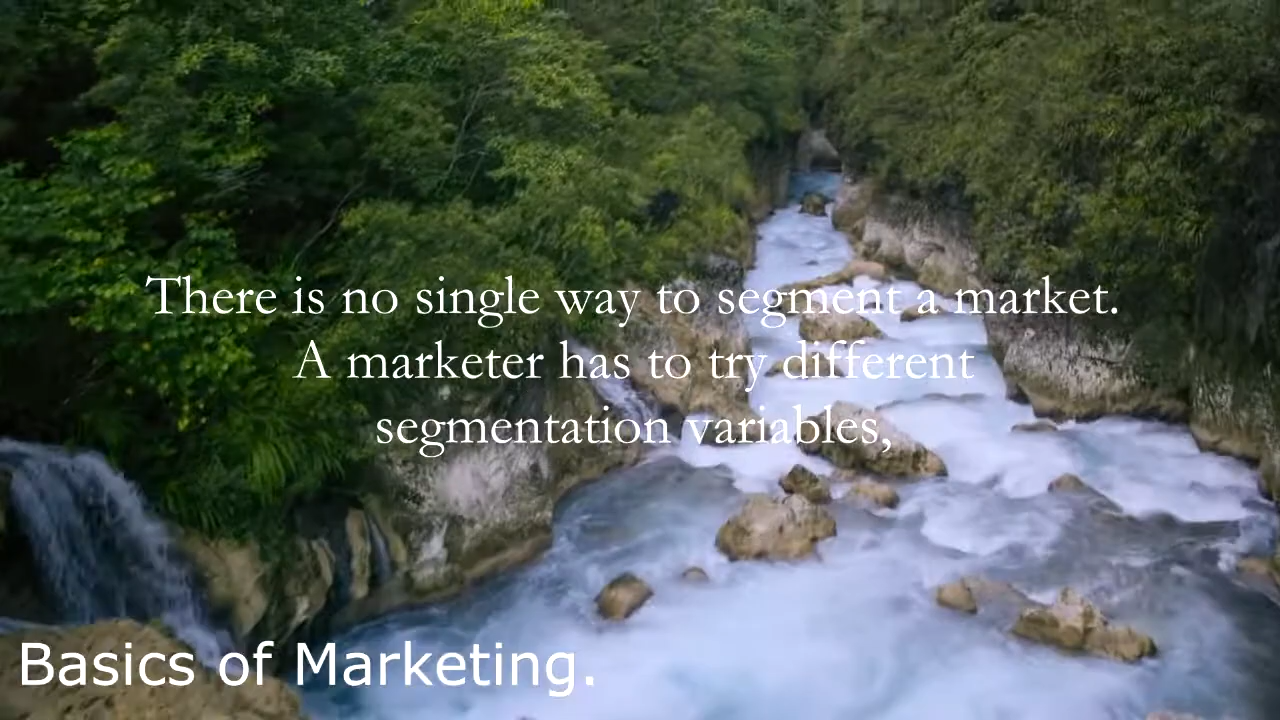 There is no single way to segment a market.
A marketer has to try different
segmentation variables,
Basics of Marketing.